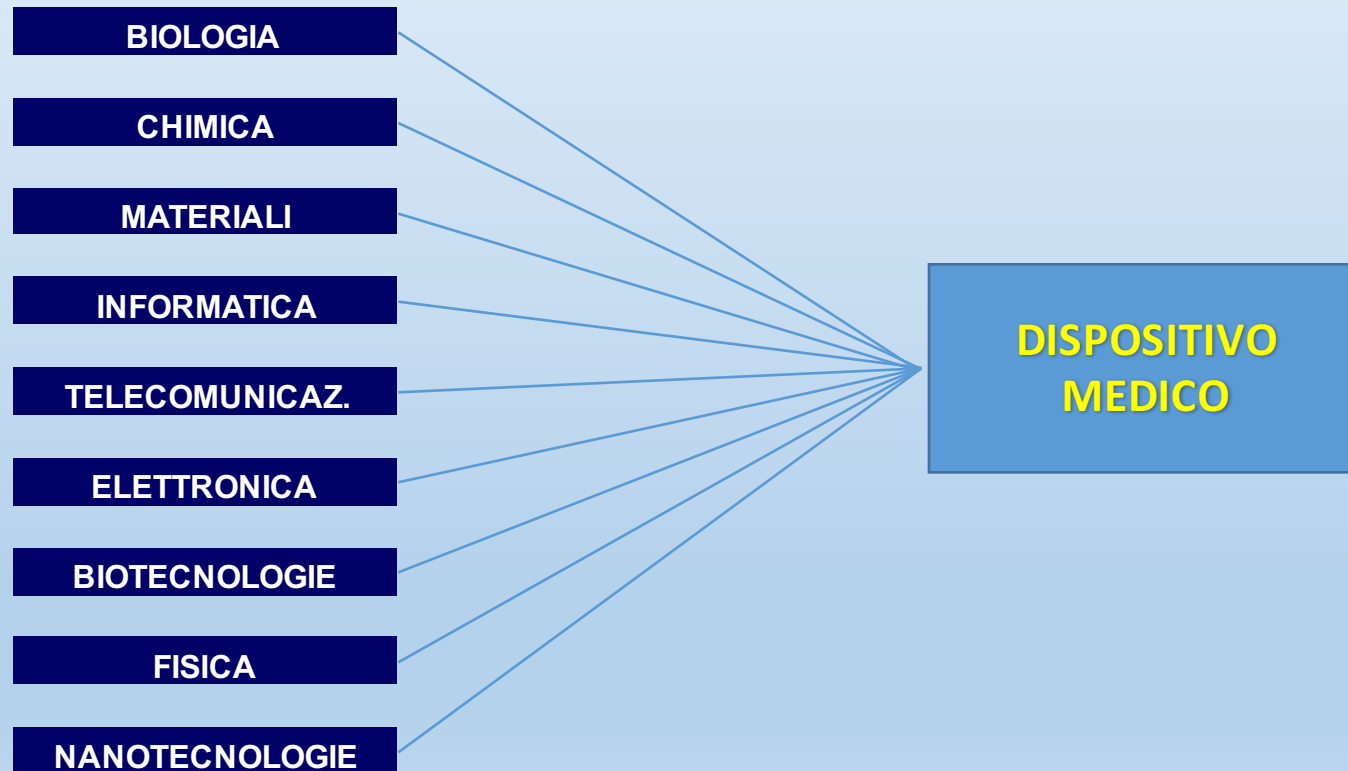 BIOLOGIA
CHIMICA
MATERIALI
INFORMATICA
TELECOMUNICAZ.
ELETTRONICA
BIOTECNOLOGIE
FISICA
NANOTECNOLOGIE
DISPOSITIVO
MEDICO